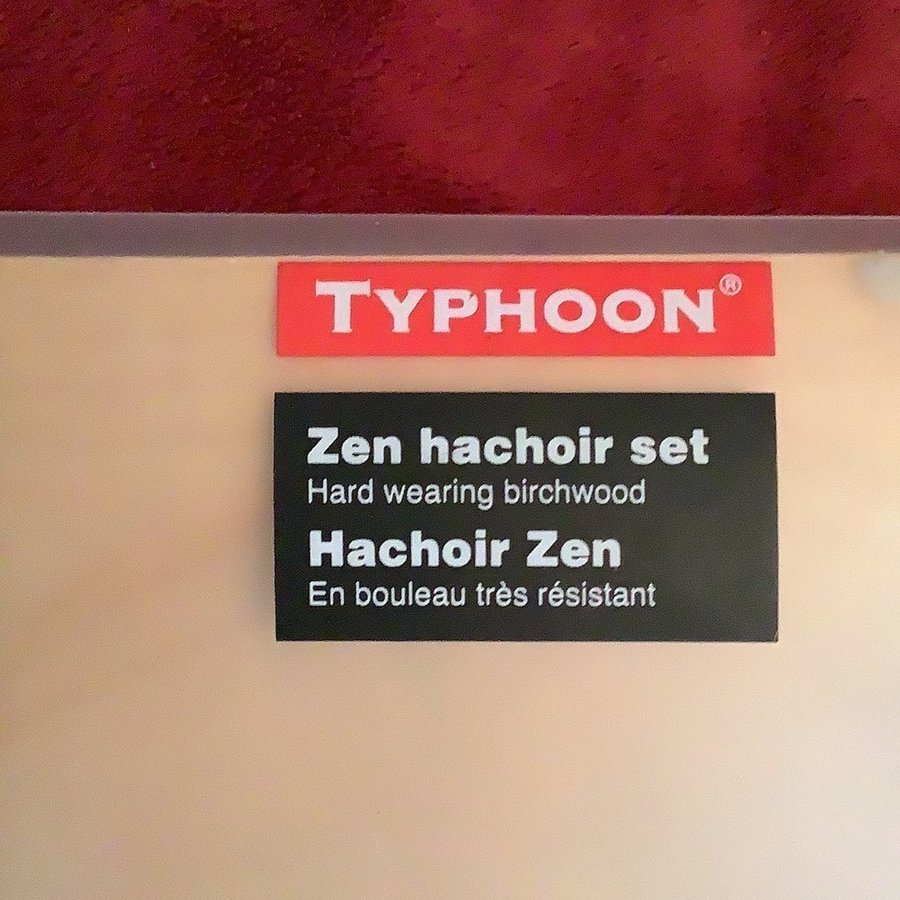 TYPHOON®
Zen hachoir set
Hard wearing birchwood
Hachoir Zen
En bouleau très résistant